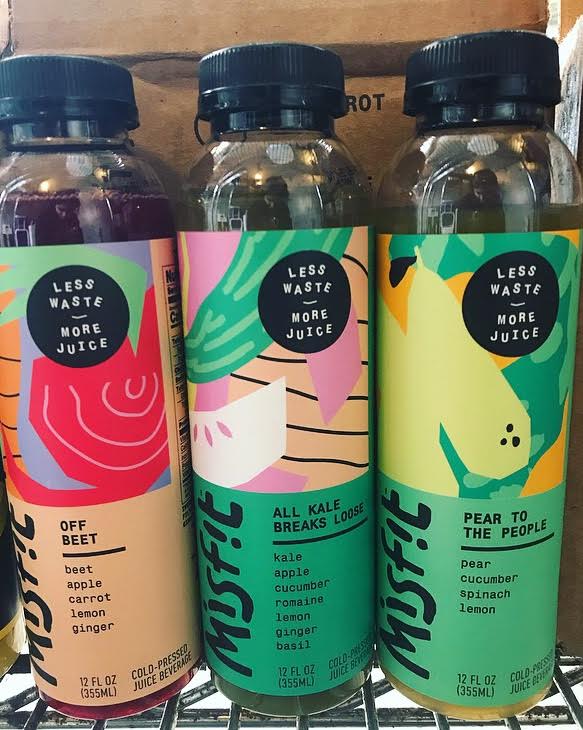 ROT
LESS
WASTE
MORE
JUICE
OFF
BEET
beet
apple
carrot
lemon
ginger
Misfit
12 FL OZ
(355ML)
COLD-PRESSED
JUICE BEVERAGE
LESS
WASTE
MORE
JUICE
ALL KALE
BREAKS LOOSE
kale
apple
cucumber
romaine
lemon
ginger
basil
Misfit
12 FL OZ
(355ML)
COLD-PRESSED
JUICE BEVERAGE
LESS
WASTE
MORE
JUICE
PEAR TO
THE PEOPLE
pear
cucumber
spinach
lemon
Misfit
12 FL OZ
(355ML)
COLD-PRESSED
JUICE BEVERAGE